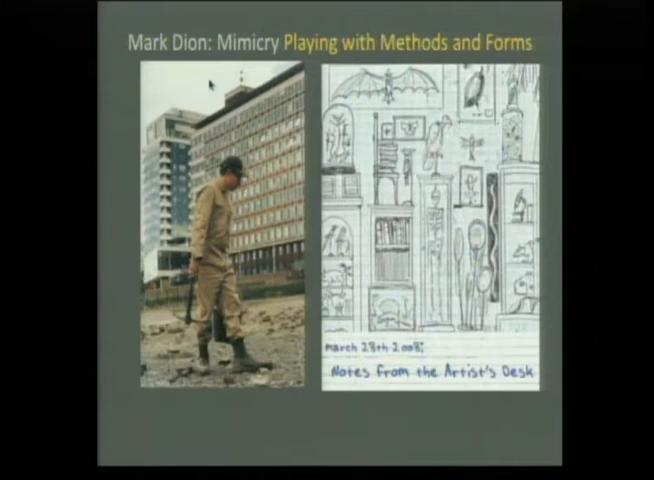 Mark Dion: Mimicry Playing with Methods and Forms
march 28th 2008;
Notes from the Artist's Desk